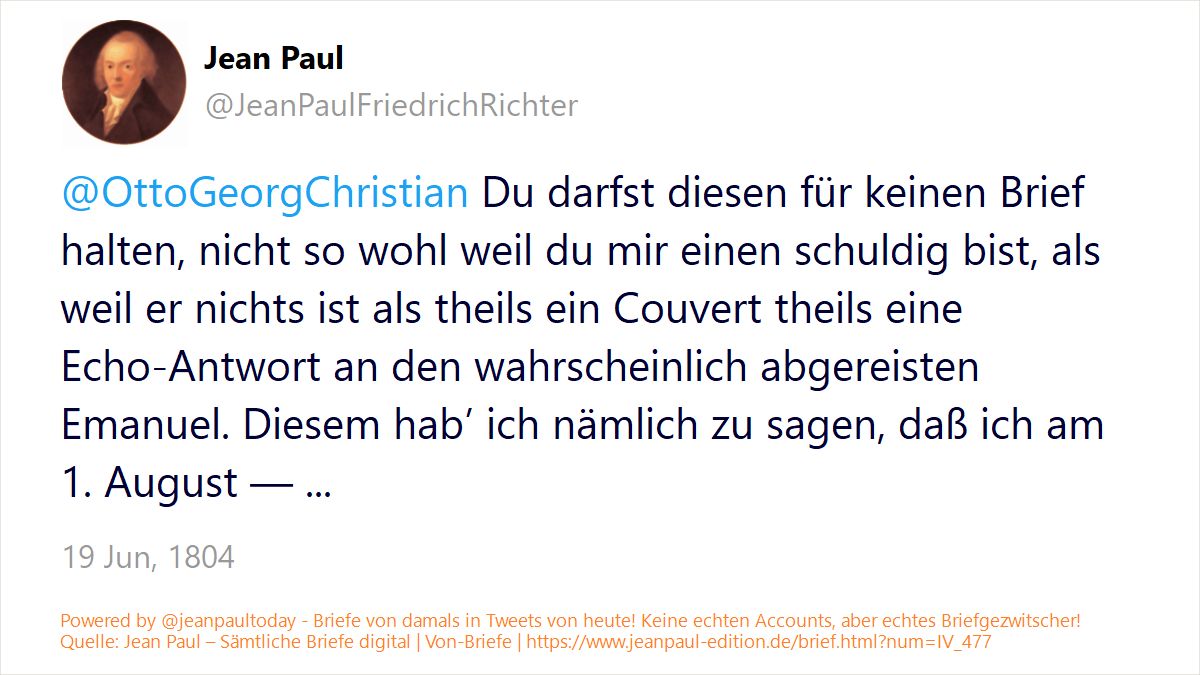 Jean Paul
@JeanPaulFriedrichRichter
@OttoGeorgChristian Du darfst diesen für keinen Brief
halten, nicht so wohl weil du mir einen schuldig bist, als
weil er nichts ist als theils ein Couvert theils eine
Echo-Antwort an den wahrscheinlich abgereisten
Emanuel. Diesem hab’ ich nämlich zu sagen, daß ich am
1. August — ...
19 Jun, 1804
Powered by @jeanpaultoday - Briefe von damals in Tweets von heute! Keine echten Accounts, aber echtes Briefgezwitscher!
Quelle: Jean Paul – Sämtliche Briefe digital | Von-Briefe | https://www.jeanpaul-edition.de/brief.html?num=IV_477